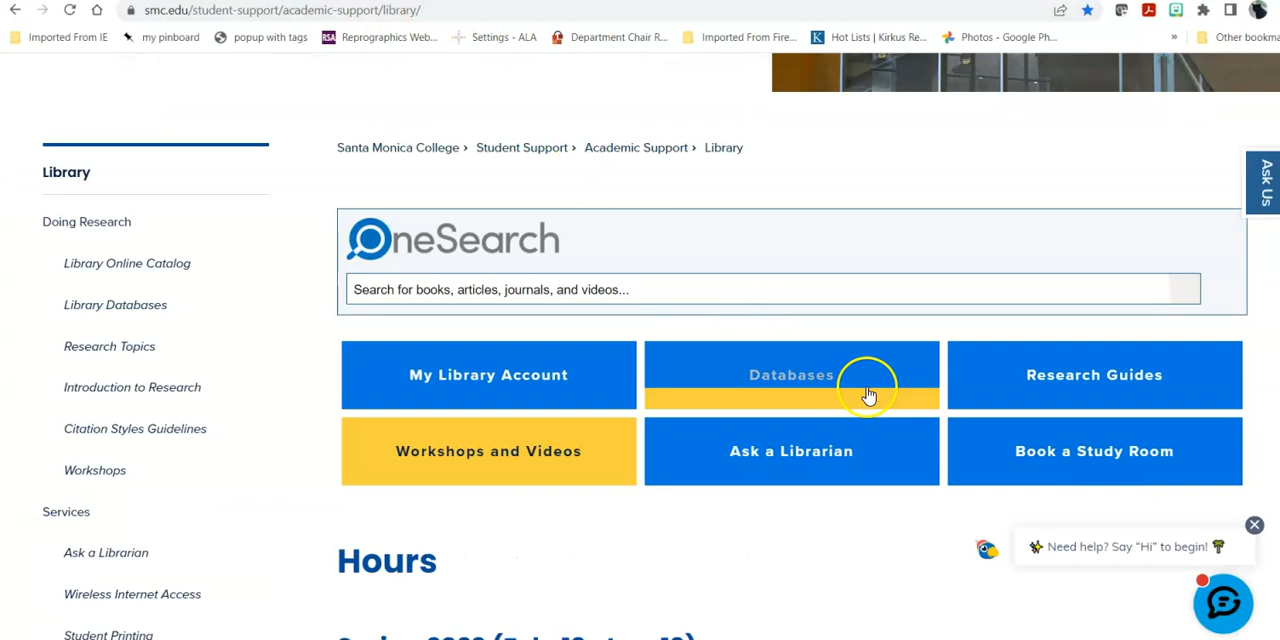 smc.edu/student-support/academic-support/library/
Imported From IE
my pinboard
popup with tags
RSA
Reprographics Web...
Settings - ALA
Department Chair R...
Imported From Fire...
K
Hot Lists | Kirkus Re...
Photos - Google Ph...
»
Other bookma
Santa Monica College › Student Support › Academic Support › Library
Ask Us
Library
Doing Research
Library Online Catalog
Library Databases
Research Topics
Introduction to Research
Citation Styles Guidelines
Workshops
Services
Ask a Librarian
Wireless Internet Access
Student Printing
OneSearch
Search for books, articles, journals, and videos...
My Library Account
Databases
Research Guides
Workshops and Videos
Ask a Librarian
Book a Study Room
Hours
Need help? Say "Hi" to begin!